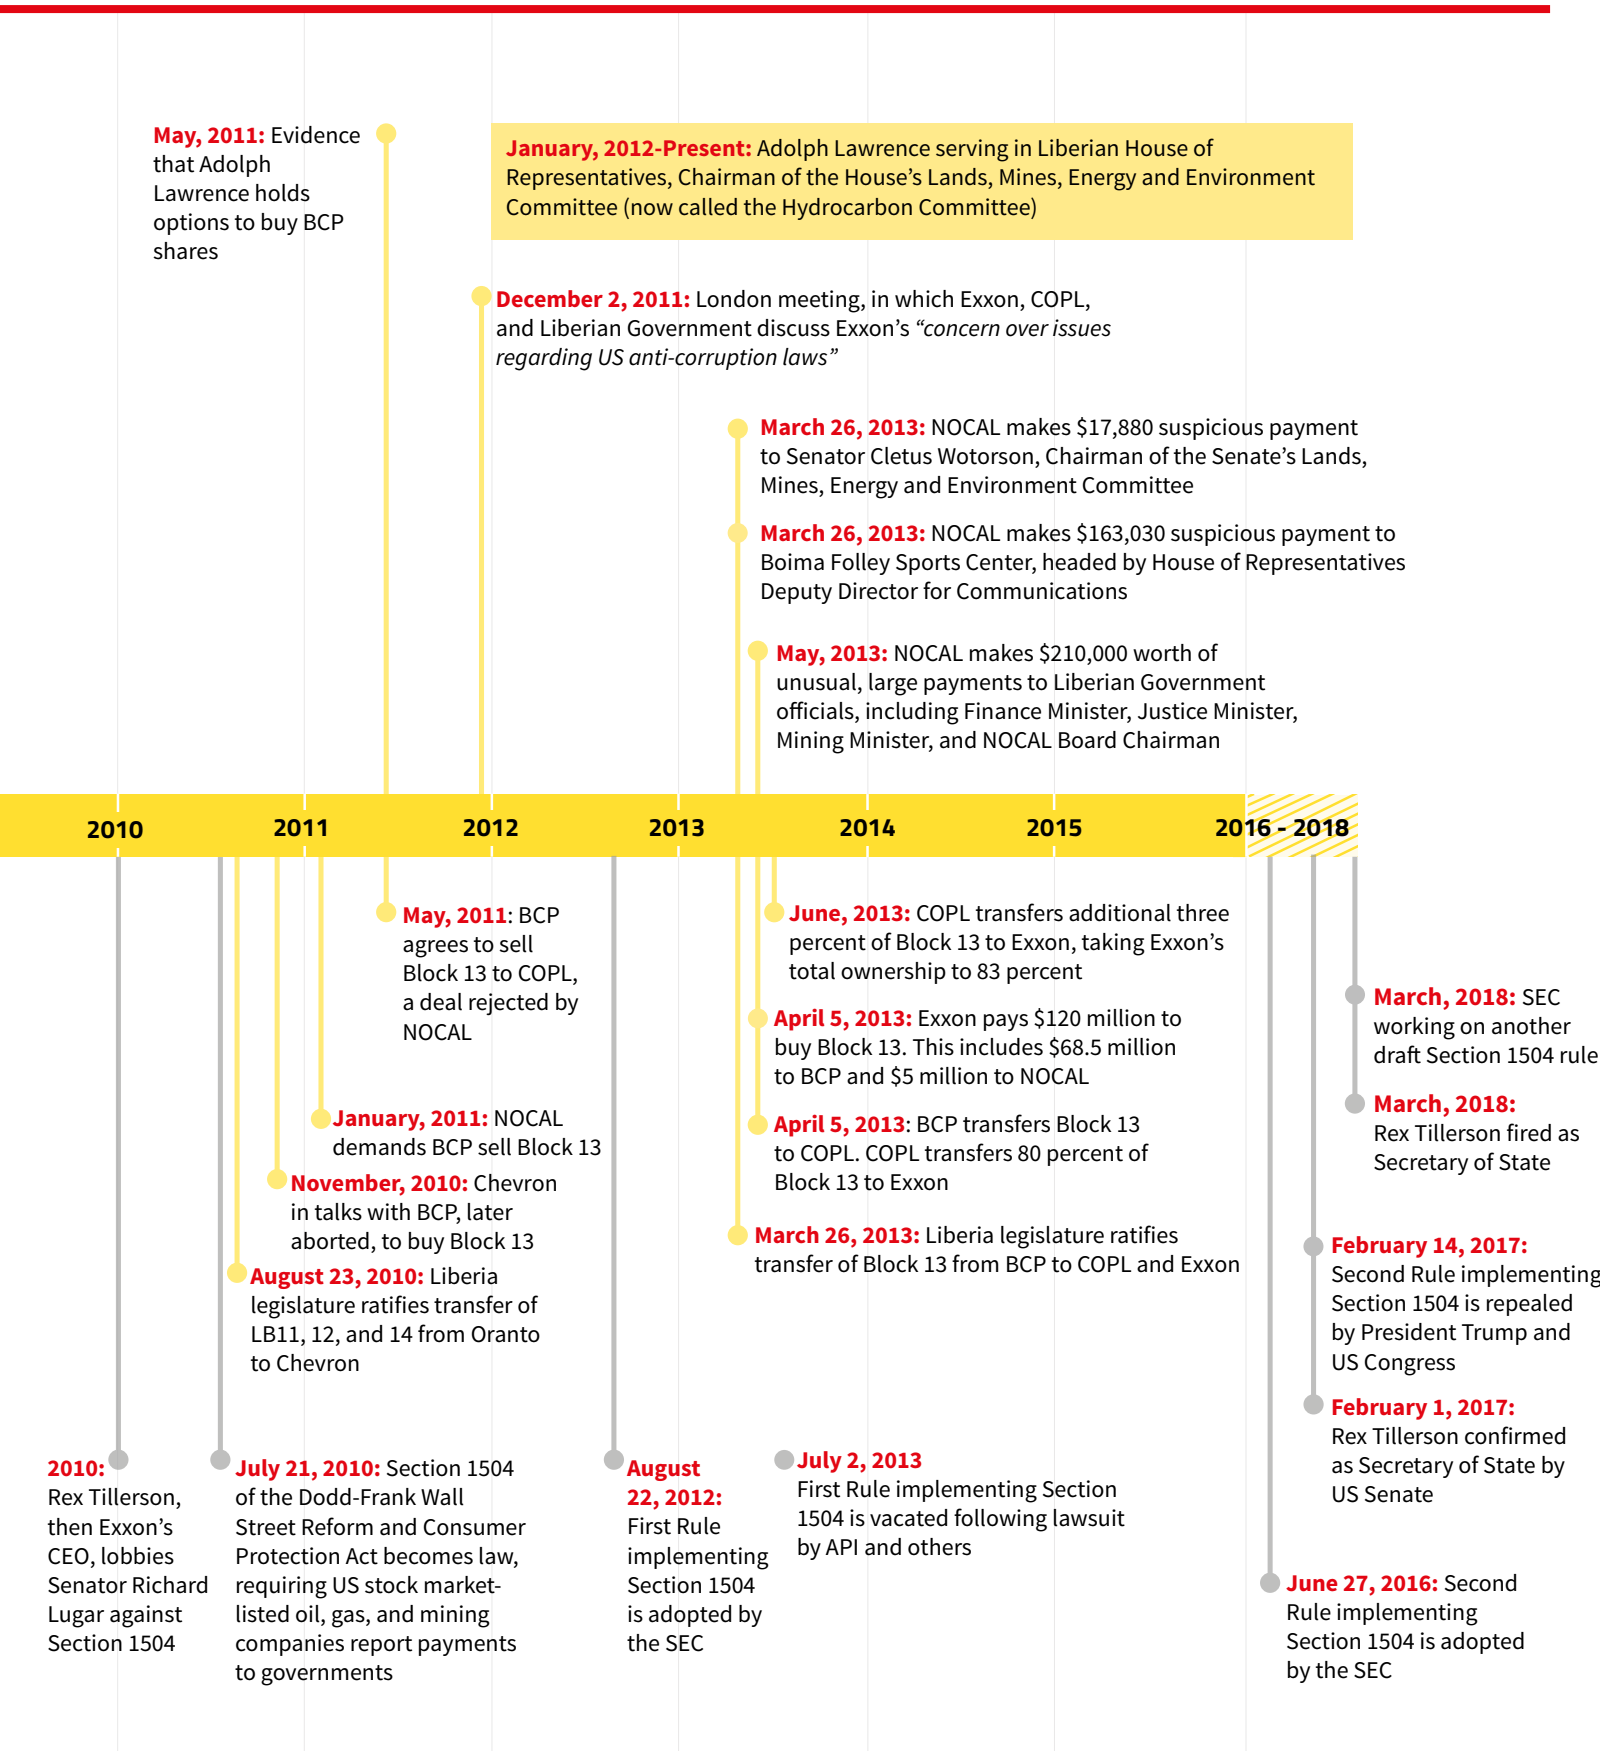 May, 2011: Evidence
that Adolph
Lawrence holds
options to buy BCP
shares
January, 2012-Present: Adolph Lawrence serving in Liberian House of
Representatives, Chairman of the House’s Lands, Mines, Energy and Environment
Committee (now called the Hydrocarbon Committee)
December 2, 2011: London meeting, in which Exxon, COPL,
and Liberian Government discuss Exxon’s “concern over issues
regarding US anti-corruption laws”
March 26, 2013: NOCAL makes $17,880 suspicious payment
to Senator Cletus Wotorson, Chairman of the Senate’s Lands,
Mines, Energy and Environment Committee
March 26, 2013: NOCAL makes $163,030 suspicious payment to
Boima Folley Sports Center, headed by House of Representatives
Deputy Director for Communications
May, 2013: NOCAL makes $210,000 worth of
unusual, large payments to Liberian Government
officials, including Finance Minister, Justice Minister,
Mining Minister, and NOCAL Board Chairman
2010 2011 2012 2013 2014 2015 2016 - 2018
May, 2011: BCP
agrees to sell
Block 13 to COPL,
a deal rejected by
NOCAL
January, 2011: NOCAL
demands BCP sell Block 13
November, 2010: Chevron
in talks with BCP, later
aborted, to buy Block 13
August 23, 2010: Liberia
legislature ratifies transfer of
LB11, 12, and 14 from Oranto
to Chevron
June, 2013: COPL transfers additional three
percent of Block 13 to Exxon, taking Exxon’s
total ownership to 83 percent
April 5, 2013: Exxon pays $120 million to
buy Block 13. This includes $68.5 million
to BCP and $5 million to NOCAL
April 5, 2013: BCP transfers Block 13
to COPL. COPL transfers 80 percent of
Block 13 to Exxon
March 26, 2013: Liberia legislature ratifies
transfer of Block 13 from BCP to COPL and Exxon
March, 2018: SEC
working on another
draft Section 1504 rule
March, 2018:
Rex Tillerson fired as
Secretary of State
February 14, 2017:
Second Rule implementing
Section 1504 is repealed
by President Trump and
US Congress
February 1, 2017:
Rex Tillerson confirmed
as Secretary of State by
US Senate
2010:
Rex Tillerson,
then Exxon’s
CEO, lobbies
Senator Richard
Lugar against
Section 1504
July 21, 2010: Section 1504
of the Dodd-Frank Wall
Street Reform and Consumer
Protection Act becomes law,
requiring US stock market-
listed oil, gas, and mining
companies report payments
to governments
August
22, 2012:
First Rule
implementing
Section 1504
is adopted by
the SEC
July 2, 2013
First Rule implementing Section
1504 is vacated following lawsuit
by API and others
June 27, 2016: Second
Rule implementing
Section 1504 is adopted
by the SEC